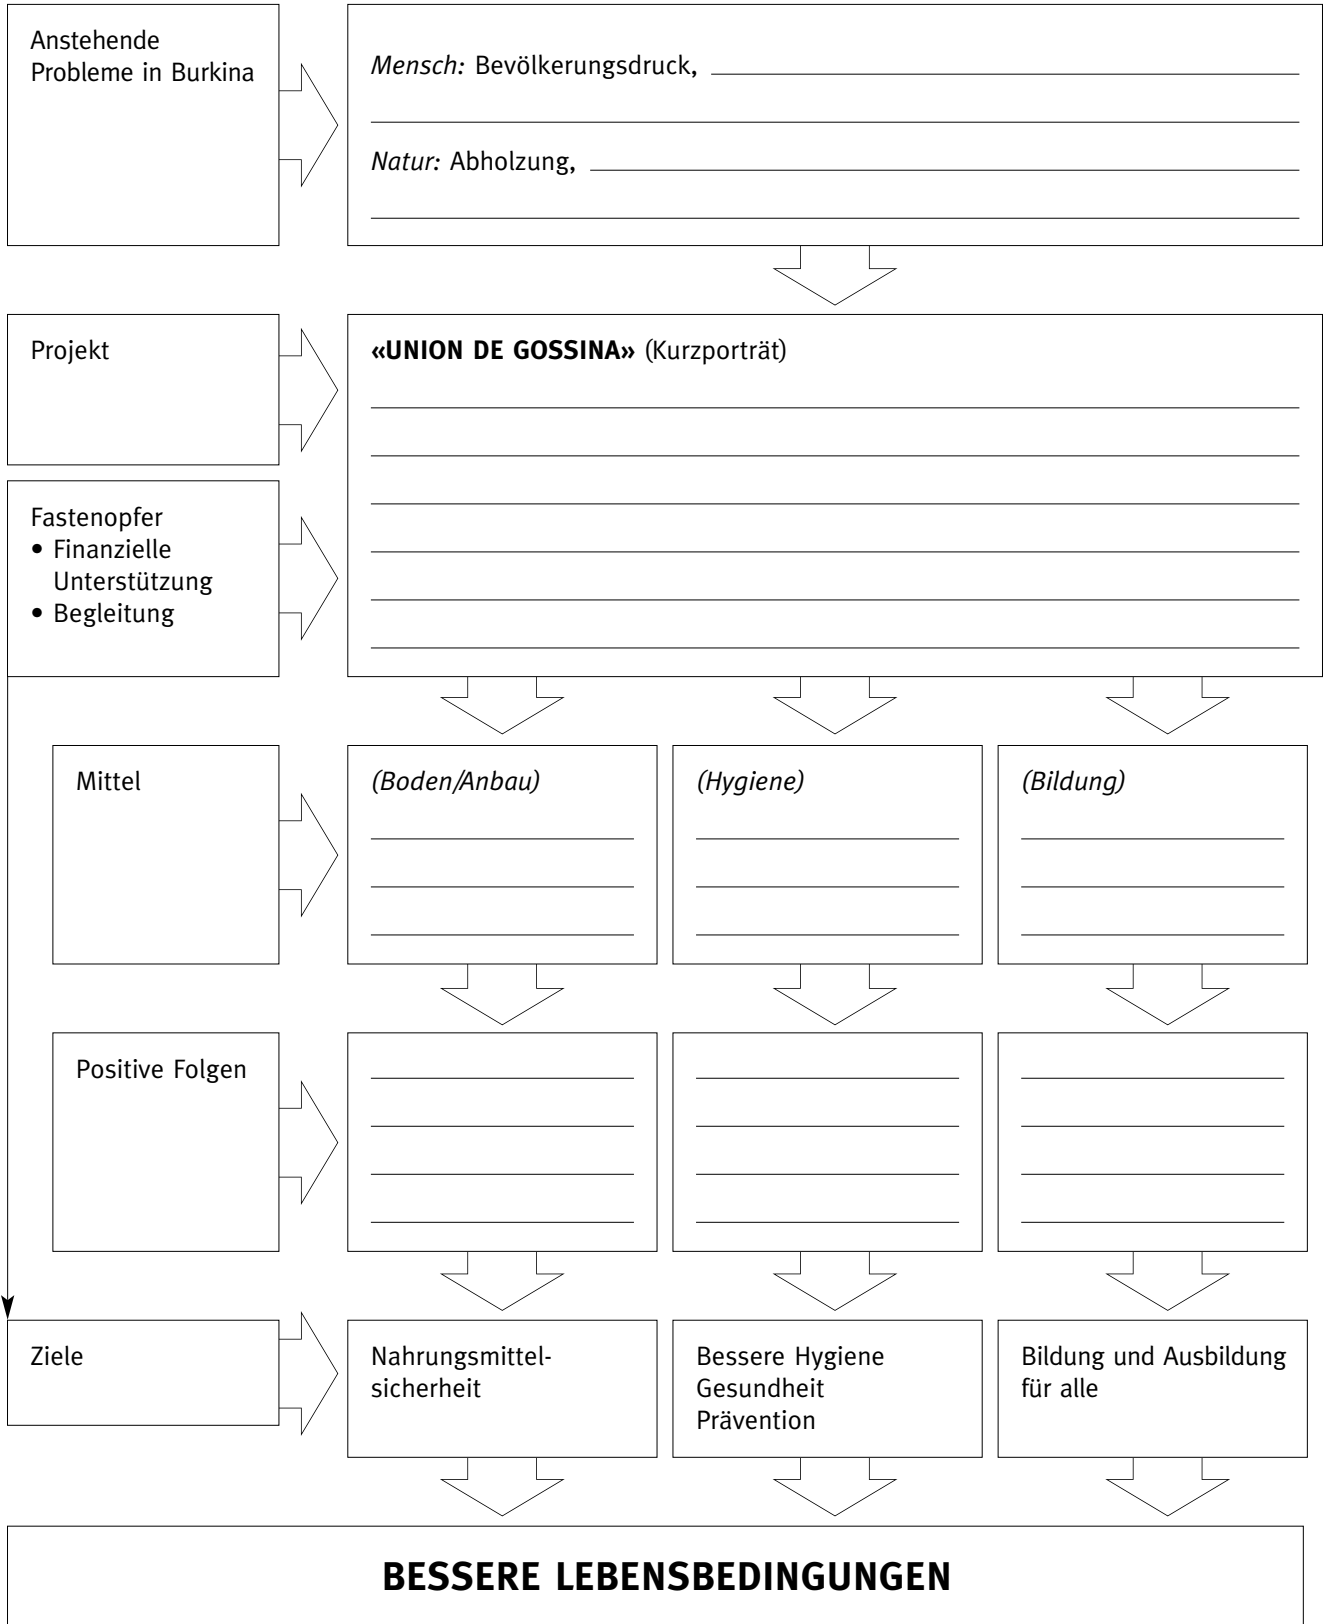 Anstehende
Probleme in Burkina
Mensch: Bevölkerungsdruck,
Natur: Abholzung,
Projekt
«UNION DE GOSSINA» (Kurzporträt)
Fastenopfer
• Finanzielle
Unterstützung
• Begleitung
Mittel
(Boden/Anbau)
(Hygiene)
(Bildung)
Positive Folgen
Ziele
Nahrungsmittel-
sicherheit
Bessere Hygiene
Gesundheit
Prävention
Bildung und Ausbildung
für alle
BESSERE LEBENSBEDINGUNGEN